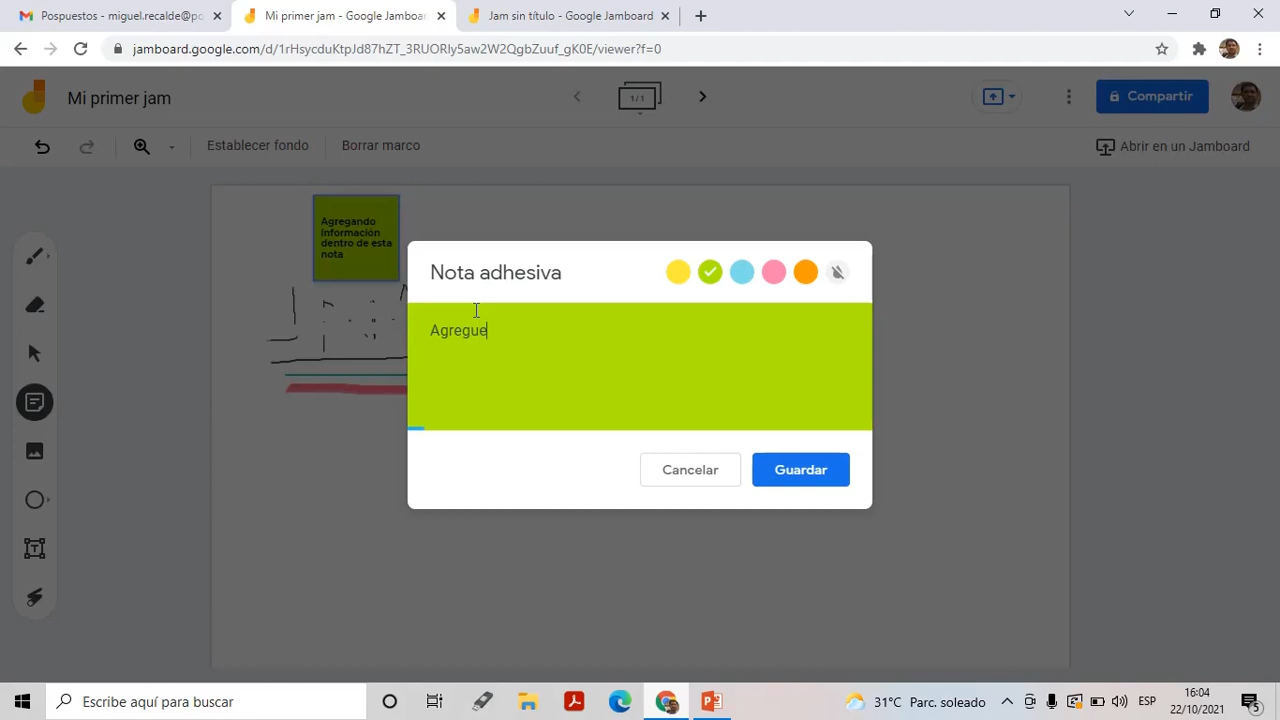 Pospuestos - miguel.recalde@p
Mi primer jam - Google Jamboar
Jam sin título - Google Jamboard
jamboard.google.com/d/1rHsycduKtpJd87hZT_3RUORly5aw2W2QgbZuuf_gK0E/viewer?f=0
Mi primer jam
1/1
Compartir
Establecer fondo
Borrar marco
Abrir en un Jamboard
Agregando
información
dentro de esta
nota
Nota adhesiva
Agregue
Cancelar
Guardar
Escribe aquí para buscar
31°C Parc. soleado
ESP
16:04
22/10/2021
5